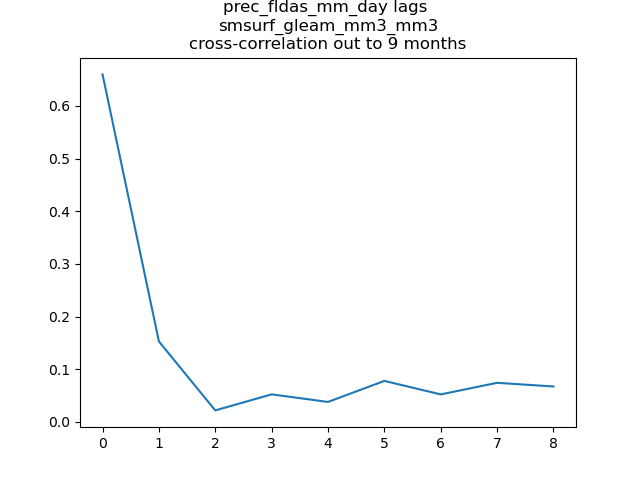 prec_fldas_mm_day lags
smsurf_gleam_mm3_mm3
cross-correlation out to 9 months
0.6
0.5
0.4
0.3
0.2
0.1
0.0
0 1 2 3 4 5 6 7 8